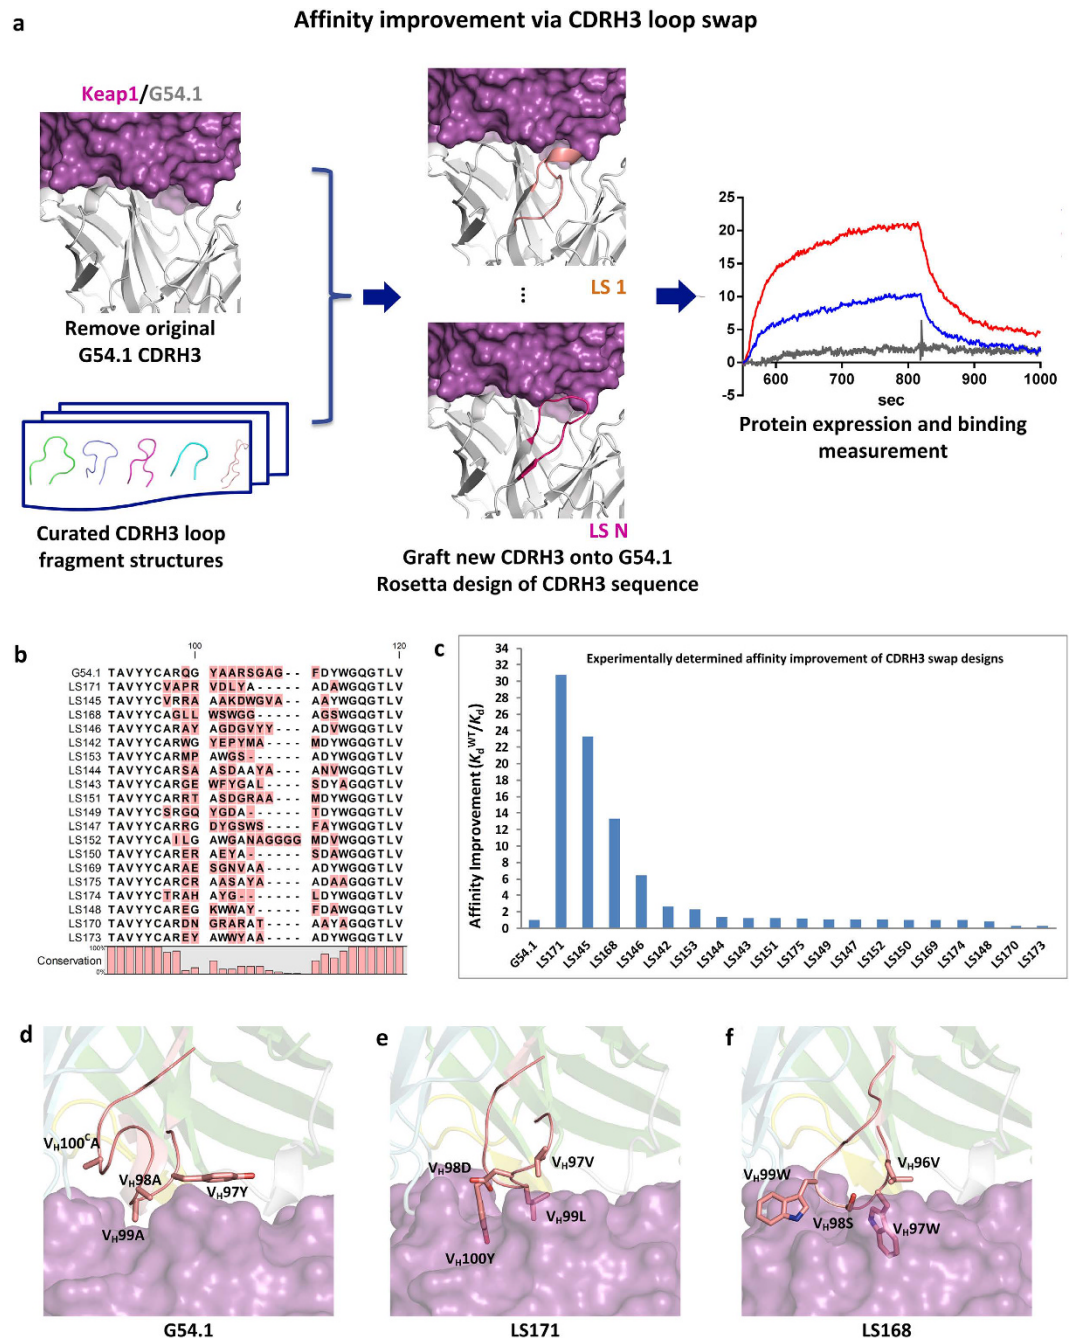 a
Affinity improvement via CDRH3 loop swap
Keap1/G54.1
Remove original
G54.1 CDRH3
Curated CDRH3 loop
fragment structures
LS 1
...
LS N
Graft new CDRH3 onto G54.1
Rosetta design of CDRH3 sequence
25
20
15
10
5
0
-5
600 700 800 900 1000
sec
Protein expression and binding
measurement
b
100 120
G54.1 TAVYYCARQG YAARSGAG-- FDYWGQGTLV
LS171 TAVYYCVAPR VDLYA----- ADAWGQGTLV
LS145 TAVYYCVRRA AAKDWGVA-- AAYWGQGTLV
LS168 TAVYYCAGLL WSWGG----- AGSWGQGTLV
LS146 TAVYYCARAY AGDGVYY--- ADVWGQGTLV
LS142 TAVYYCARWG YEPYMA---- MDYWGQGTLV
LS153 TAVYYCARMP AWGS------ ADYWGQGTLV
LS144 TAVYYCARSA ASDAAYA--- ANVWGQGTLV
LS143 TAVYYCARGE WFYGAL---- SDYAGQGTLV
LS151 TAVYYCARRT ASDGRAA--- MDYWGQGTLV
LS149 TAVYYCSRGQ YGDA------ TDYWGQGTLV
LS147 TAVYYCARRG DYGSWS---- FAYWGQGTLV
LS152 TAVYYCAILG AWGANAGGGG MDVWGQGTLV
LS150 TAVYYCARER AEYA------ SDAWGQGTLV
LS169 TAVYYCARAE SGNVAA---- ADYWGQGTLV
LS175 TAVYYCARCR AASAYA---- ADAAGQGTLV
LS174 TAVYYCTRAH AYG------- LDYWGQGTLV
LS148 TAVYYCAREG KWWAY----- FDAWGQGTLV
LS170 TAVYYCARDN GRARAT---- AAYAGQGTLV
LS173 TAVYYCAREY AWWYAA---- ADYWGQGTLV
100%
Conservation
0%
c
Experimentally determined affinity improvement of CDRH3 swap designs
Affinity Improvement (KdWT/Kd)
34
32
30
28
26
24
22
20
18
16
14
12
10
8
6
4
2
0
G54.1 LS171 LS145 LS168 LS146 LS142 LS153 LS144 LS143 LS151 LS175 LS149 LS147 LS152 LS150 LS169 LS174 LS148 LS170 LS173
d
VH100CA
VH98A
VH97Y
VH99A
G54.1
e
VH98D
VH97V
VH99L
VH100Y
LS171
f
VH99W
VH96V
VH98S
VH97W
LS168